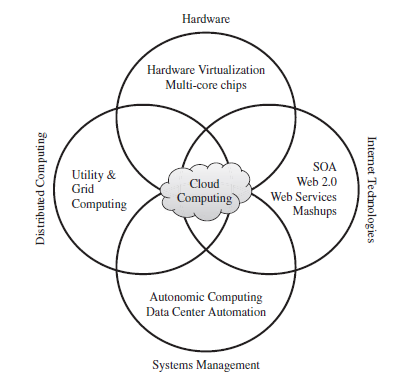 Hardware
Hardware Virtualization
Multi-core chips
Distributed Computing
Utility &
Grid
Computing
Cloud
Computing
SOA
Web 2.0
Web Services
Mashups
Internet Technologies
Autonomic Computing
Data Center Automation
Systems Management